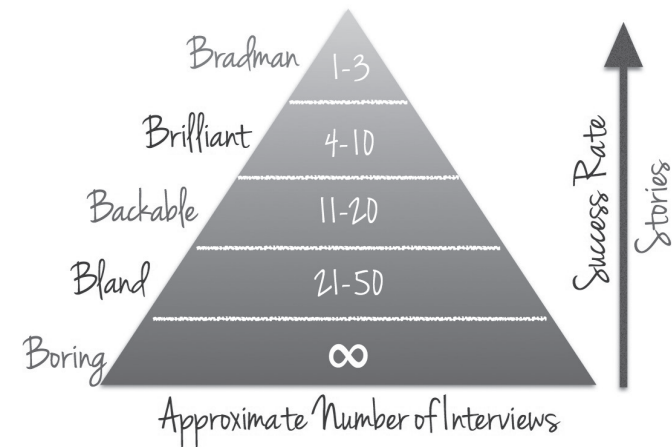 Bradman
1-3
Brilliant
4-10
Backable
11-20
Bland
21-50
Boring
∞
Approximate Number of Interviews
Success Rate
Stories